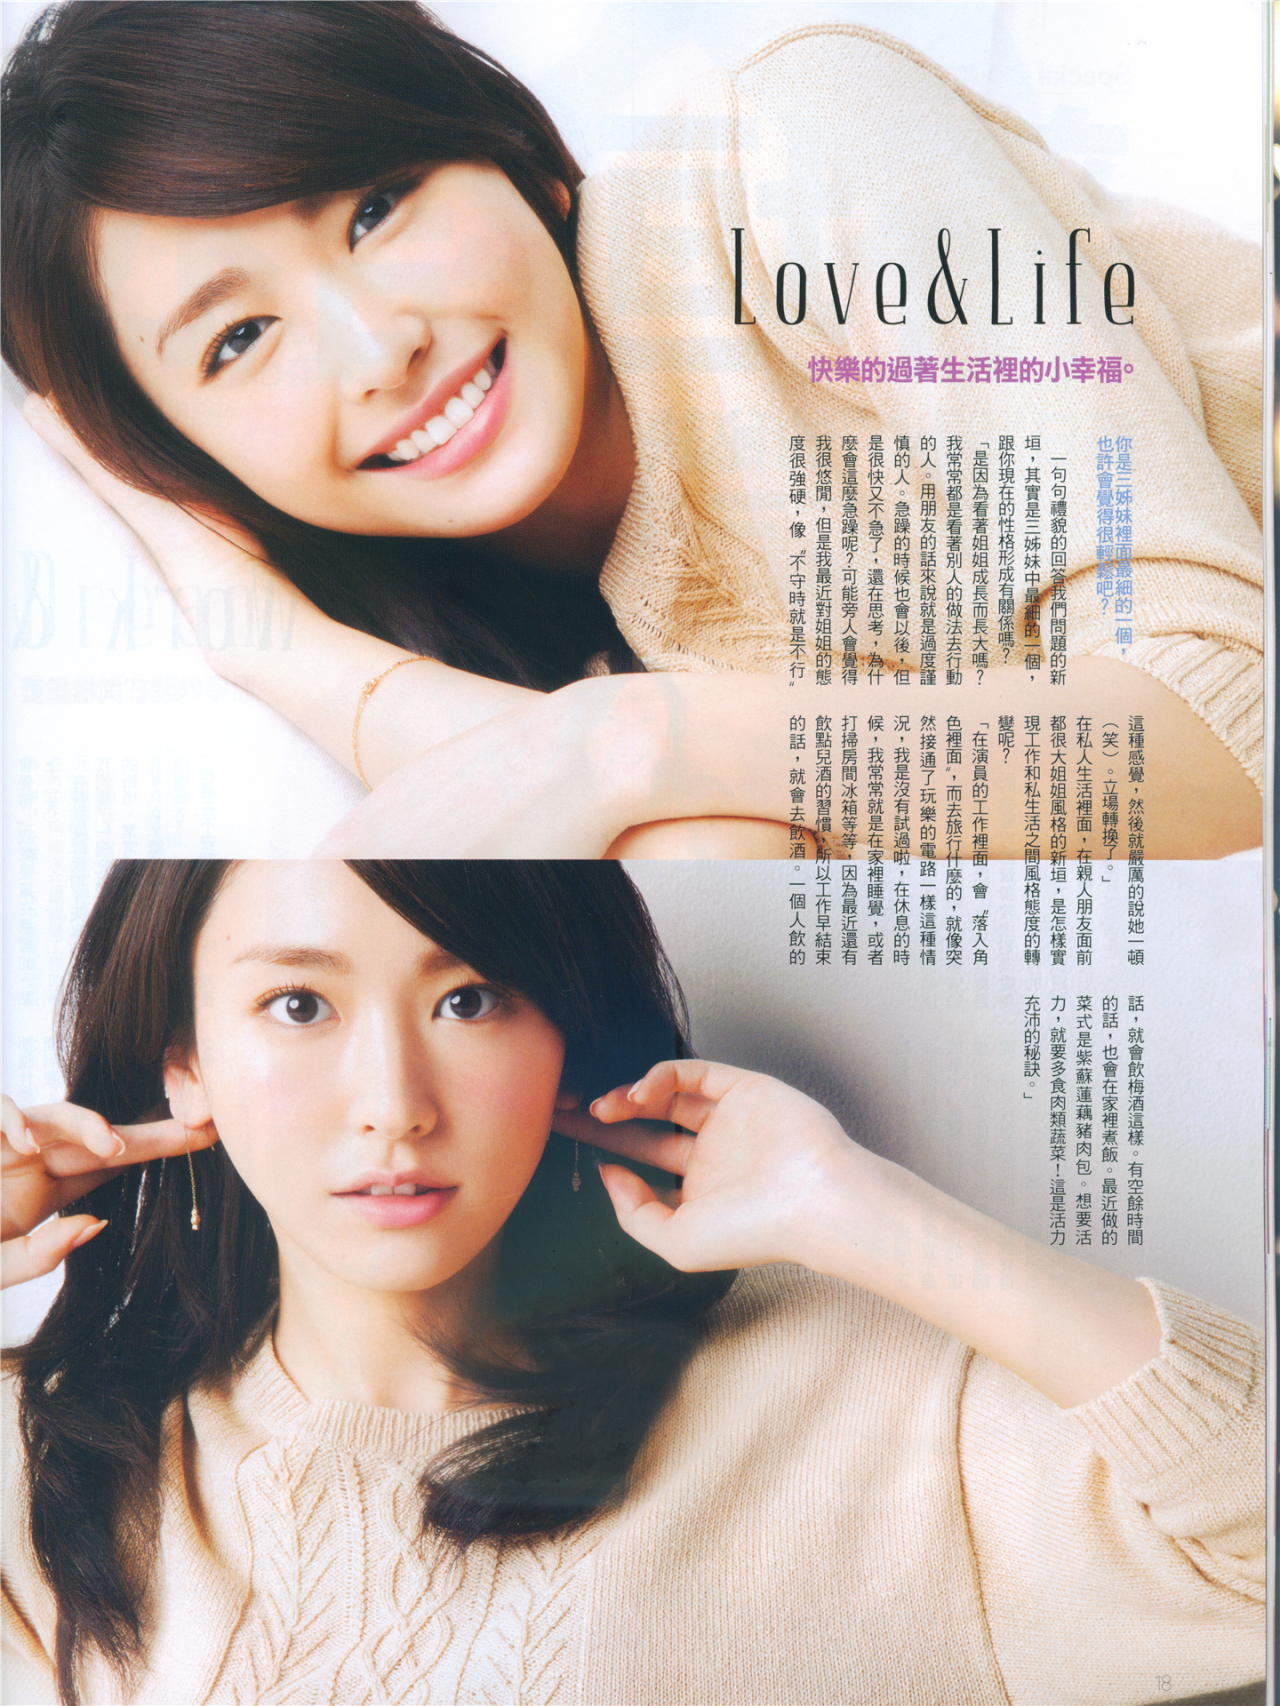 Love&Life
快樂的過著生活裡的小幸福。
你是三姊妹裡面最細的一個，
也許會覺得很輕鬆吧？
一句句禮貌的回答我們問題的新
垣，其實是三姊妹中最細的一個，
跟你現在的性格形成有關係嗎？
「是因為看著姐姐成長而長大嗎？
我常常都是看著別人的做法去行動
的人。用朋友的話來說就是過度謹
慎的人。急躁的時候也會以後，但
是很快又不急了，還在思考，為什
麼會這麼急躁呢？可能旁人會覺得
我很悠閒，但是我最近對姐姐的態
度很強硬，像〝不守時就是不行〞
這種感覺，然後就嚴厲的說她一頓
（笑）。立場轉換了。」
在私人生活裡面，在親人朋友面前
都很大姐姐風格的新垣，是怎樣實
現工作和私生活之間風格態度的轉
變呢？
「在演員的工作裡面，會〝落入角
色裡面〞，而去旅行什麼的，就像突
然接通了玩樂的電路一樣這種情
況，我是沒有試過啦，在休息的時
候，我常常就是在家裡睡覺，或者
打掃房間冰箱等等，因為最近還有
飲點兒酒的習慣，所以工作早結束
的話，就會去飲酒。一個人飲的
話，就會飲梅酒這樣。有空餘時間
的話，也會在家裡煮飯。最近做的
菜式是紫蘇蓮藕豬肉包。想要活
力，就要多食肉類蔬菜！這是活力
充沛的秘訣。」
18